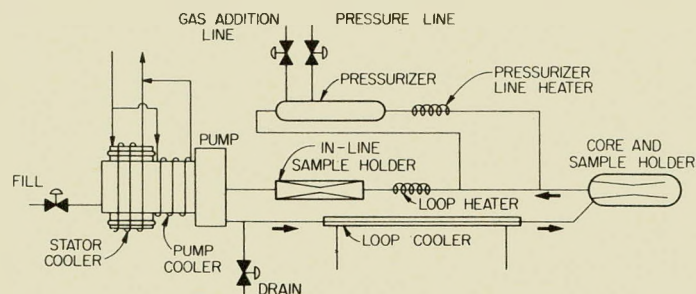 GAS ADDITION
LINE
PRESSURE LINE
PRESSURIZER
PRESSURIZER
LINE HEATER
PUMP
IN-LINE
SAMPLE HOLDER
CORE AND
SAMPLE HOLDER
FILL
LOOP HEATER
STATOR
COOLER
PUMP
COOLER
LOOP COOLER
DRAIN